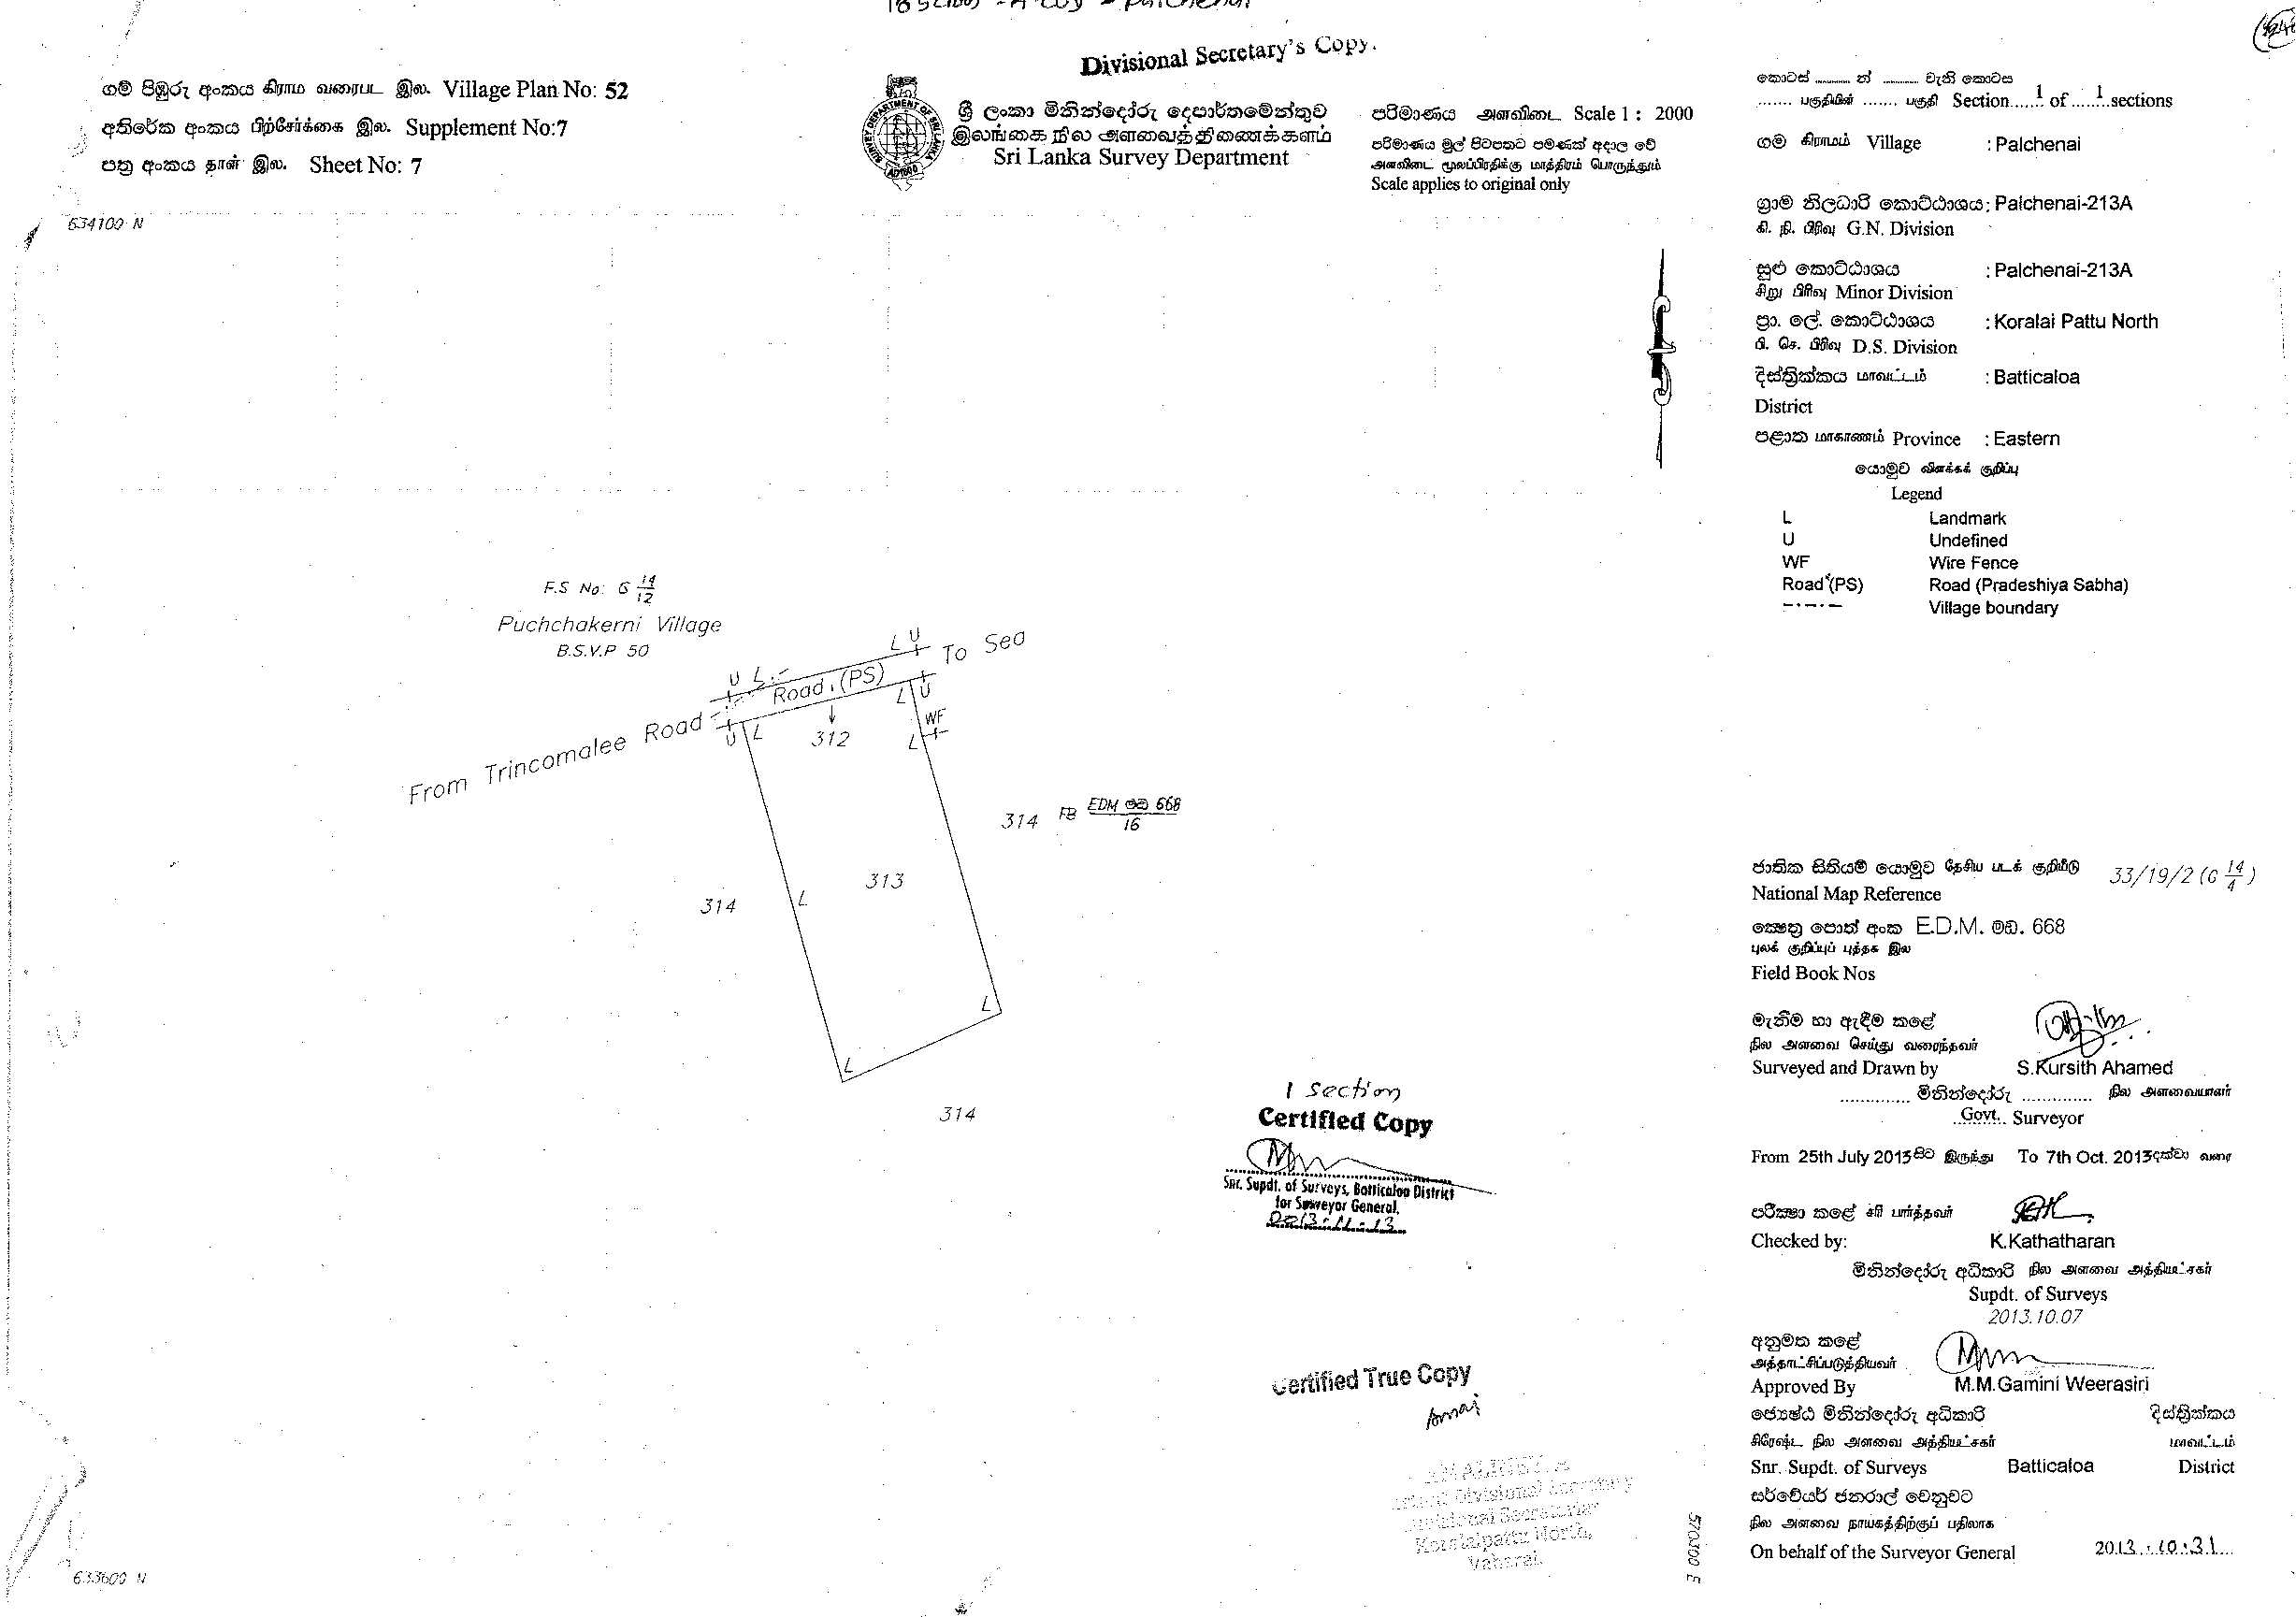 Divisional Secretary's Copy.
ගම් පිඹුරු අංකය கிராம வரைபட இல. Village Plan No: 52
අතිරේක අංකය பிற்சேர்க்கை இல. Supplement No:7
පත්‍ර අංකය தாள் இல. Sheet No: 7
SURVEY DEPARTMENT OF SRI LANKA
AD1800
ශ්‍රී ලංකා මිනින්දෝරු දෙපාර්තමේන්තුව
இலங்கை நில அளவைத்திணைக்களம்
Sri Lanka Survey Department
පරිමාණය அளவிடை Scale 1 : 2000
පරිමාණය මුල් පිටපතට පමණක් අදාල වේ
அளவிடை மூலப்பிரதிக்கு மாத்திரம் பொருந்தும்
Scale applies to original only
කොටස් ........... න් ........... වැනි කොටස
....... பகுதியின் ....... பகுதி Section......1 of ......1..sections
ගම கிராமம் Village : Palchenai
ග්‍රාම නිලධාරි කොට්ඨාශය: Palchenai-213A
கி. நி. பிரிவு G.N. Division
සුළු කොට්ඨාශය : Palchenai-213A
சிறு பிரிவு Minor Division
ප්‍රා. ලේ. කොට්ඨාශය : Koralai Pattu North
பி. செ. பிரிவு D.S. Division
දිස්ත්‍රික්කය மாவட்டம் : Batticaloa
District
පළාත மாகாணம் Province : Eastern
යොමුව விளக்கக் குறிப்பு
Legend
L Landmark
U Undefined
WF Wire Fence
Road (PS) Road (Pradeshiya Sabha)
Village boundary
634100 N
F.S No: G 14/12
Puchchakerni Village
B.S.V.P 50
L U
To Sea
U L
Road (PS)
L U
From Trincomalee Road
U L
312
WF
L
314 FB EDM මඩ 668/16
313
314
L
L
L
314
ජාතික සිතියම් යොමුව தேசிய படக் குறியீடு 33/19/2 (G 14/4)
National Map Reference
ක්‍ෂෙත්‍ර පොත් අංක E.D.M. මඩ. 668
புலக் குறிப்புப் புத்தக இல
Field Book Nos
මැනීම හා ඇඳීම කළේ
நில அளவை செய்து வரைந்தவர்
Surveyed and Drawn by S.Kursith Ahamed
............. මිනින්දෝරු ............. நில அளவையாளர்
Govt. Surveyor
From 25th July 2013 සිට இருந்து To 7th Oct. 2013 දක්වා வரை
පරීක්‍ෂා කළේ சரி பார்த்தவர்
Checked by: K.Kathatharan
මිනින්දෝරු අධිකාරි நில அளவை அத்தியட்சகர்
Supdt. of Surveys
2013.10.07
අනුමත කළේ
அத்தாட்சிப்படுத்தியவர்
Approved By M.M.Gamini Weerasiri
ජ්‍යෙෂ්ඨ මිනින්දෝරු අධිකාරි දිස්ත්‍රික්කය
சிரேஷ்ட நில அளவை அத்தியட்சகர் மாவட்டம்
Snr. Supdt. of Surveys Batticaloa District
සර්වේයර් ජනරාල් වෙනුවට
நில அளவை நாயகத்திற்குப் பதிலாக
On behalf of the Surveyor General 2013.10.31
1 section
Certified Copy
Snr. Supdt. of Surveys, Batticaloa District
for Surveyor General,
2013.11.13
Certified True Copy
Divisional Secretary
Divisional Secretariat
Koralaipattu North,
Vaharai.
633600 N
570300 E